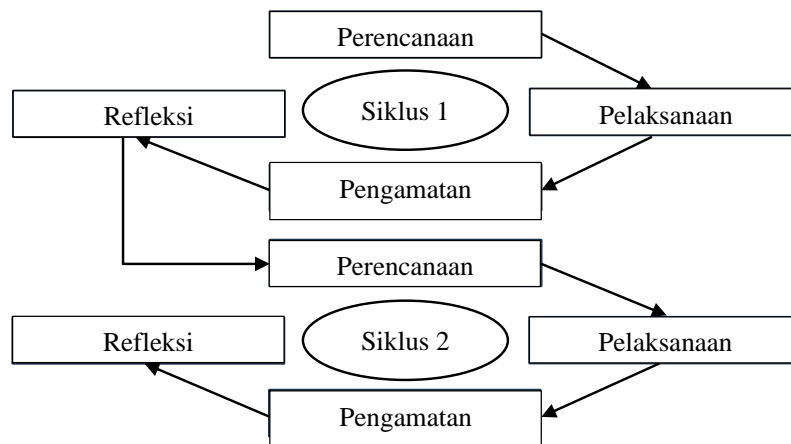 Perencanaan
Siklus 1
Refleksi
Pelaksanaan
Pengamatan
Perencanaan
Siklus 2
Refleksi
Pelaksanaan
Pengamatan